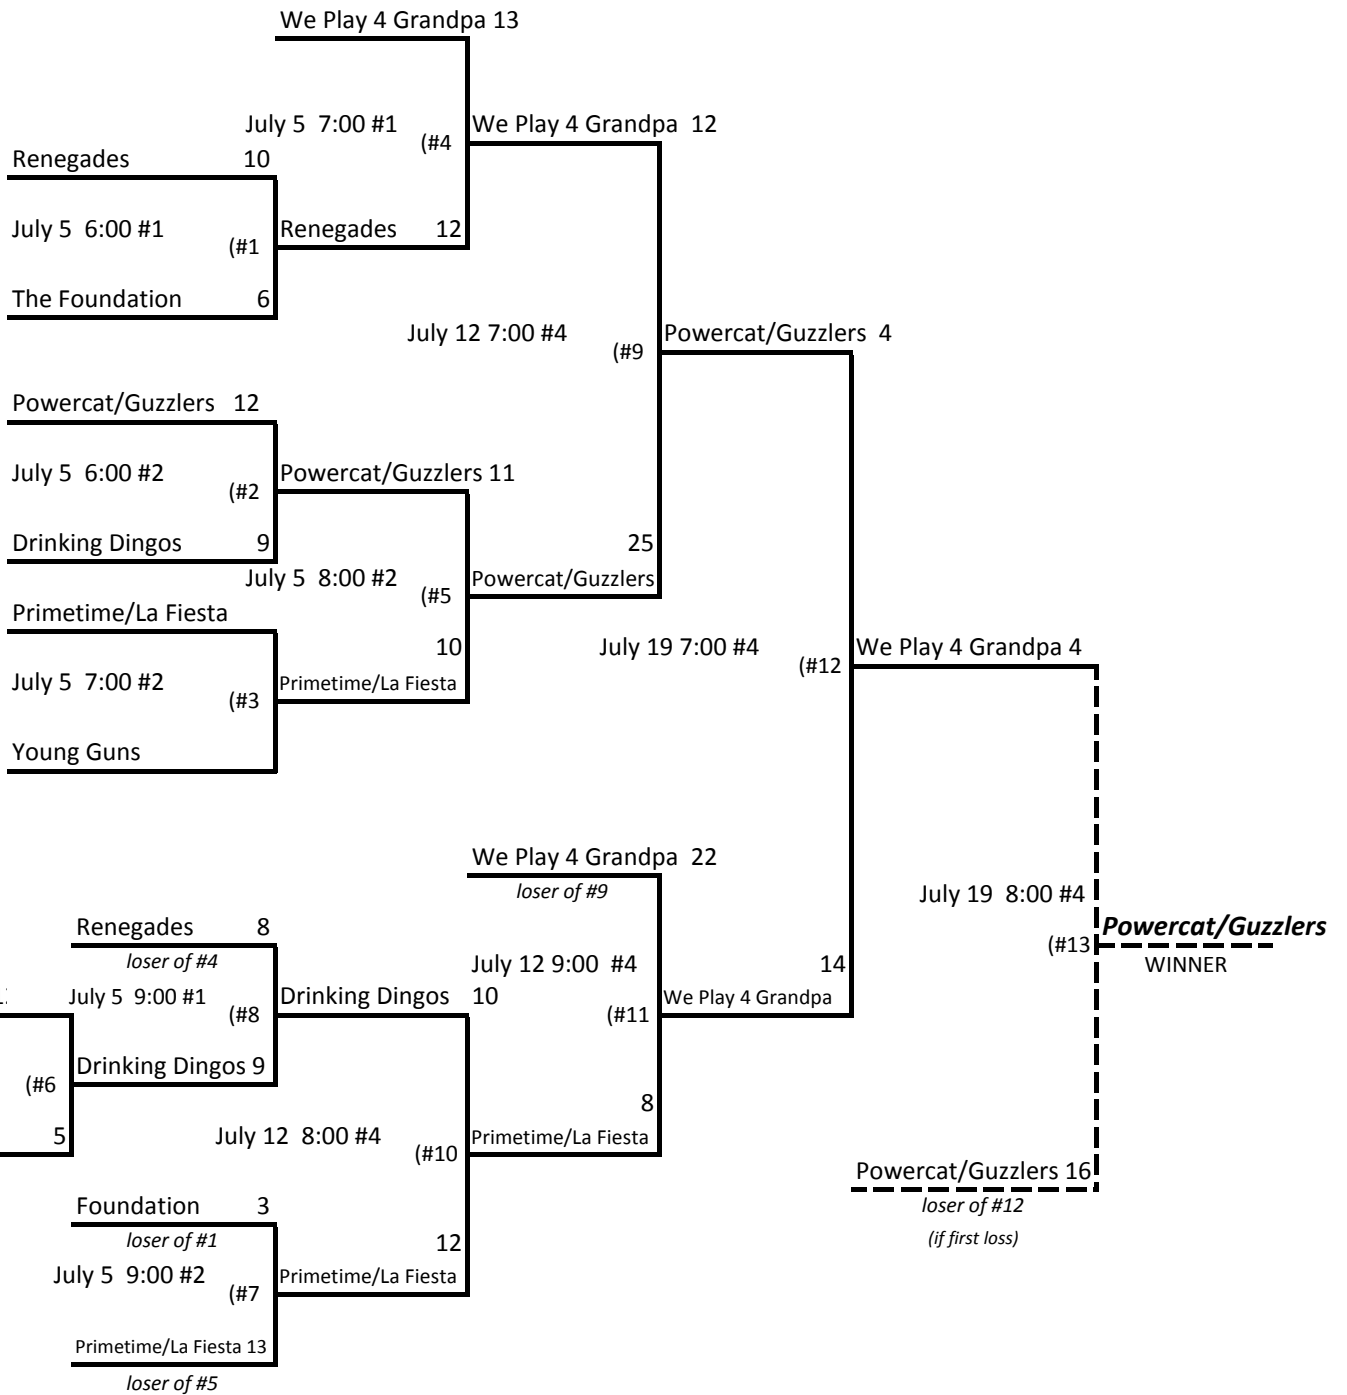 We Play 4 Grandpa 13
July 5 7:00 #1
(#4
We Play 4 Grandpa 12
Renegades 10
July 5 6:00 #1
(#1
Renegades 12
The Foundation 6
July 12 7:00 #4
(#9
Powercat/Guzzlers 4
Powercat/Guzzlers 12
July 5 6:00 #2
(#2
Powercat/Guzzlers 11
Drinking Dingos 9
25
July 5 8:00 #2
(#5
Powercat/Guzzlers
Primetime/La Fiesta
10
July 19 7:00 #4
(#12
We Play 4 Grandpa 4
July 5 7:00 #2
(#3
Primetime/La Fiesta
Young Guns
We Play 4 Grandpa 22
loser of #9
July 19 8:00 #4
Renegades 8
Powercat/Guzzlers
(#13
loser of #4
July 12 9:00 #4
14
WINNER
July 5 9:00 #1
(#8
Drinking Dingos 10
(#11
We Play 4 Grandpa
Drinking Dingos 9
(#6
8
5
July 12 8:00 #4
(#10
Primetime/La Fiesta
Powercat/Guzzlers 16
Foundation 3
loser of #12
loser of #1
(if first loss)
12
July 5 9:00 #2
(#7
Primetime/La Fiesta
Primetime/La Fiesta 13
loser of #5